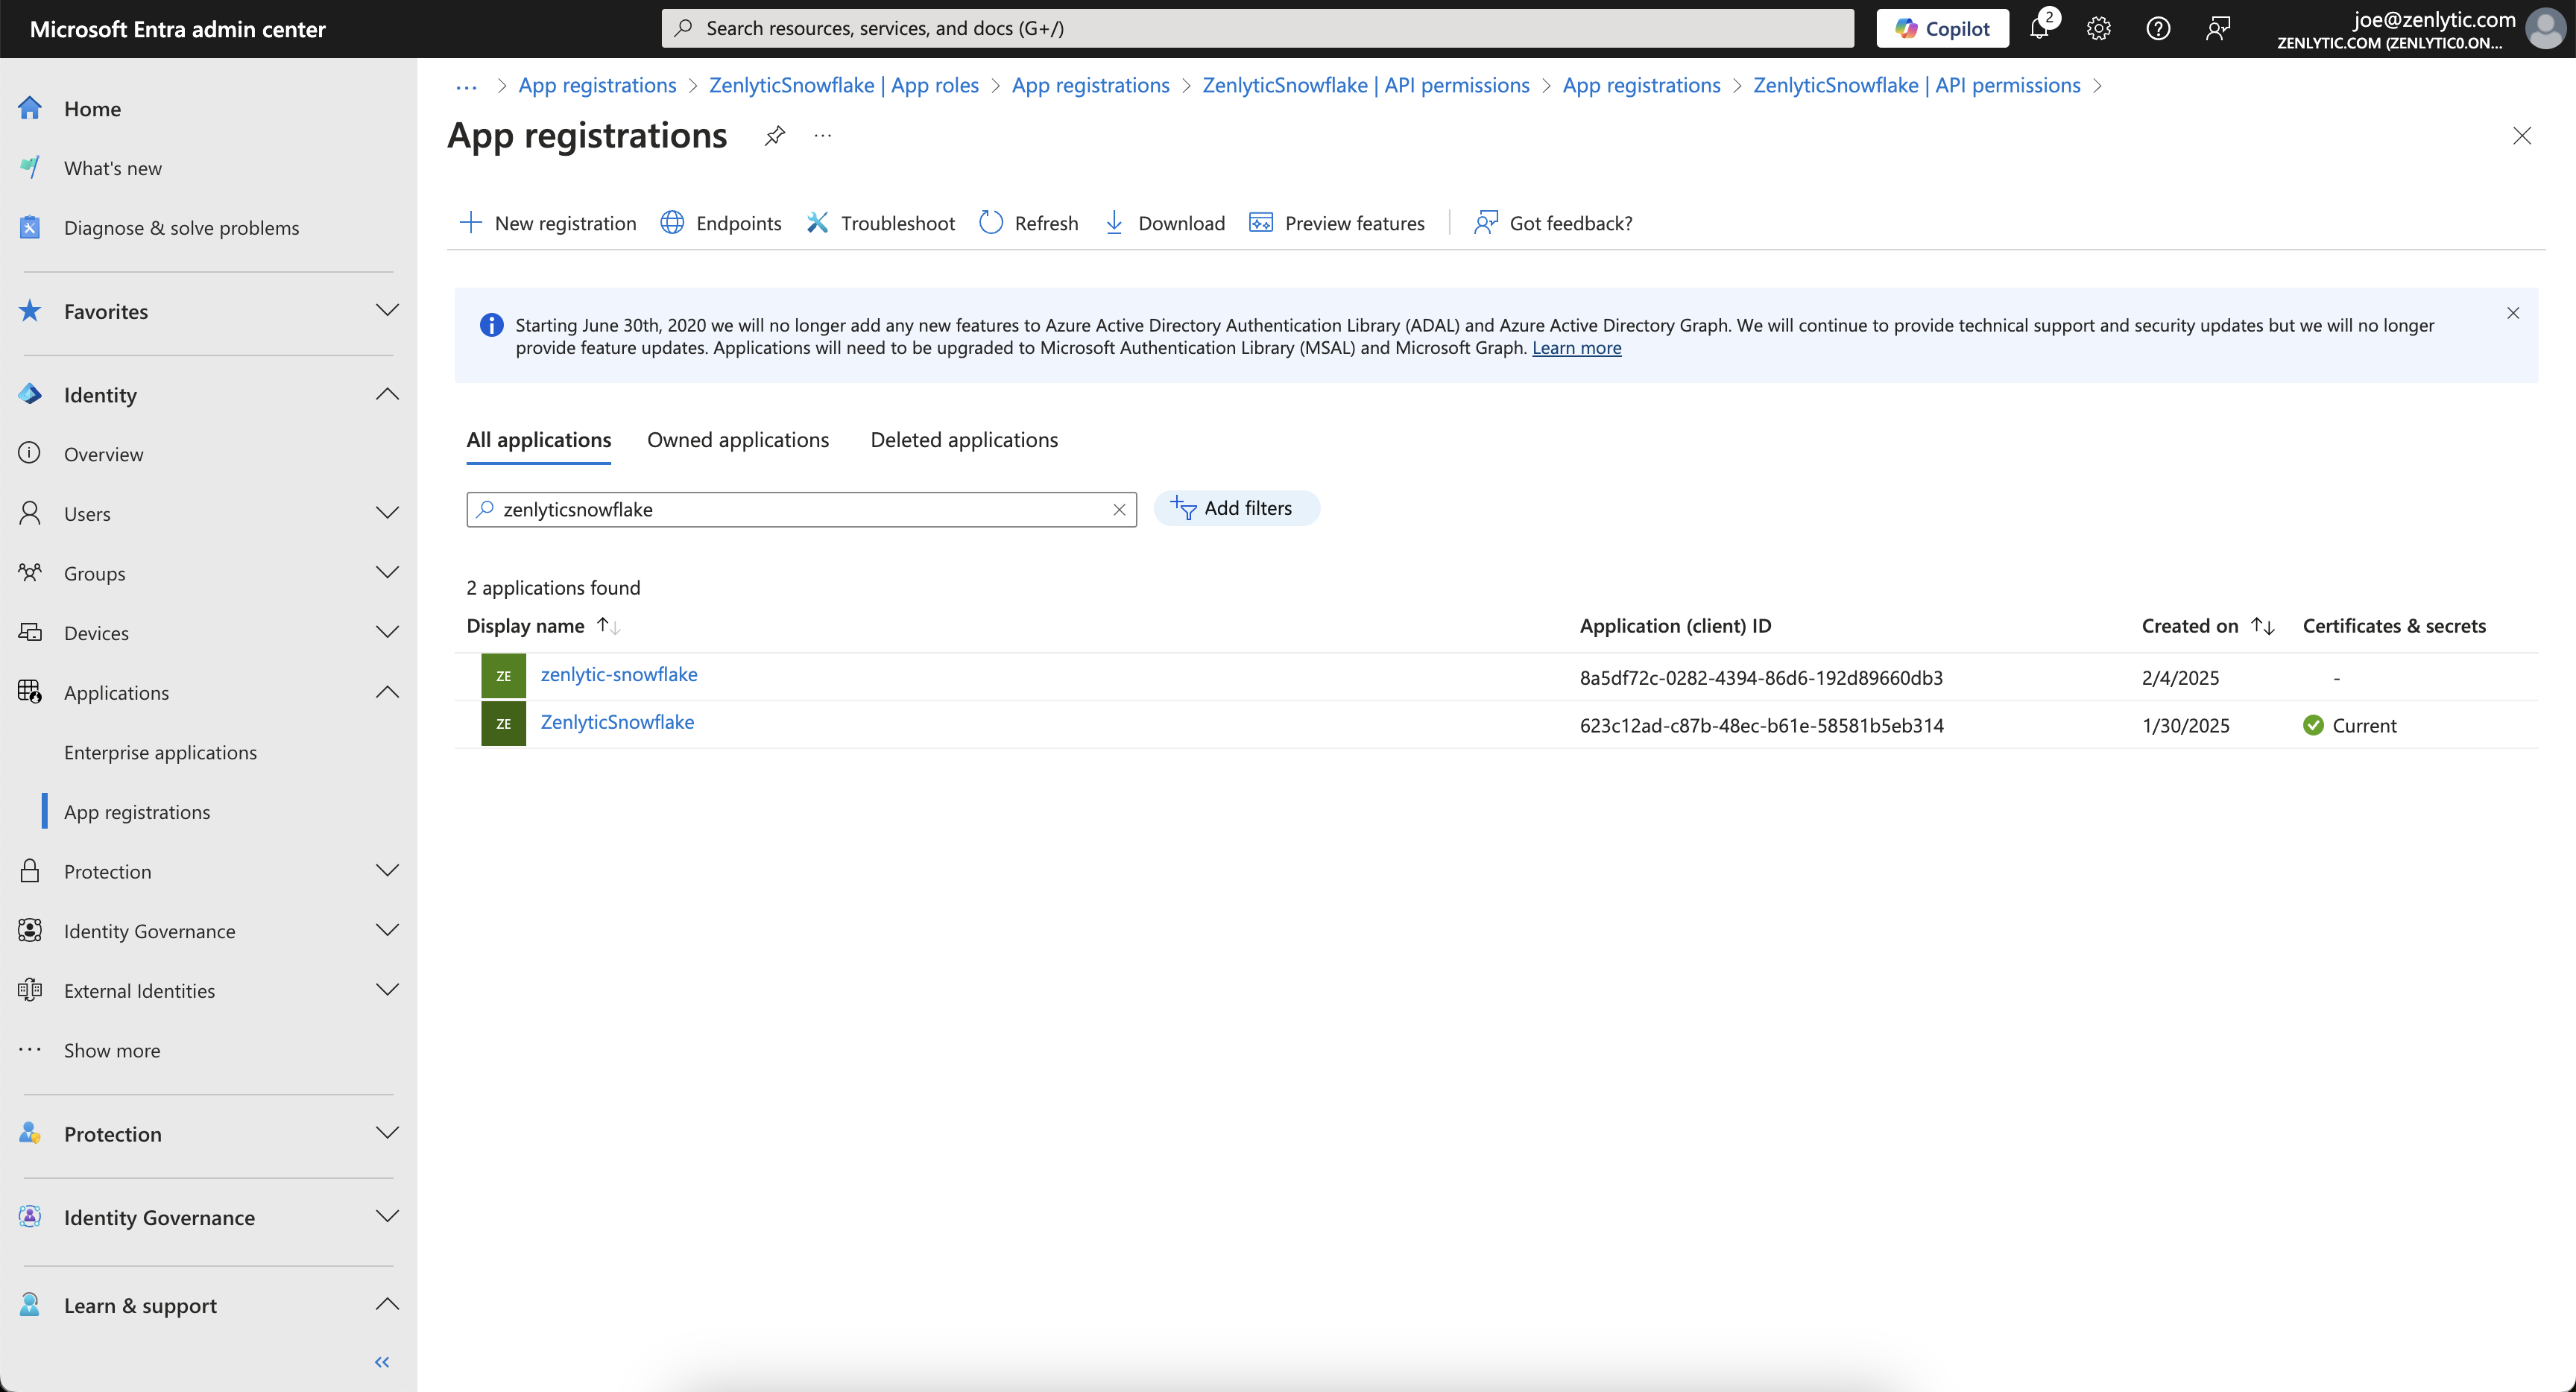 Microsoft Entra admin center
Search resources, services, and docs (G+/)
Copilot
2
joe@zenlytic.com
ZENLYTIC.COM (ZENLYTIC0.ON...
Home
What's new
Diagnose & solve problems
Favorites
Identity
Overview
Users
Groups
Devices
Applications
Enterprise applications
App registrations
Protection
Identity Governance
External Identities
Show more
Protection
Identity Governance
Learn & support
... > App registrations > ZenlyticSnowflake | App roles > App registrations > ZenlyticSnowflake | API permissions > App registrations > ZenlyticSnowflake | API permissions >
App registrations
New registration
Endpoints
Troubleshoot
Refresh
Download
Preview features
Got feedback?
Starting June 30th, 2020 we will no longer add any new features to Azure Active Directory Authentication Library (ADAL) and Azure Active Directory Graph. We will continue to provide technical support and security updates but we will no longer
provide feature updates. Applications will need to be upgraded to Microsoft Authentication Library (MSAL) and Microsoft Graph. Learn more
All applications
Owned applications
Deleted applications
zenlyticsnowflake
Add filters
2 applications found
Display name
Application (client) ID
Created on
Certificates & secrets
ZE zenlytic-snowflake 8a5df72c-0282-4394-86d6-192d89660db3 2/4/2025 -
ZE ZenlyticSnowflake 623c12ad-c87b-48ec-b61e-58581b5eb314 1/30/2025 Current